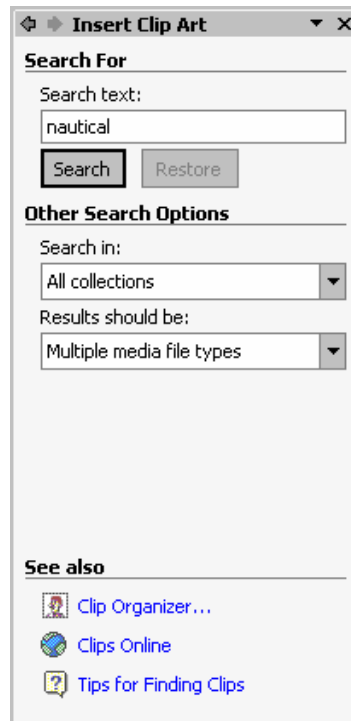 Insert Clip Art
Search For
Search text:
nautical
Search Restore
Other Search Options
Search in:
All collections
Results should be:
Multiple media file types
See also
Clip Organizer...
Clips Online
Tips for Finding Clips